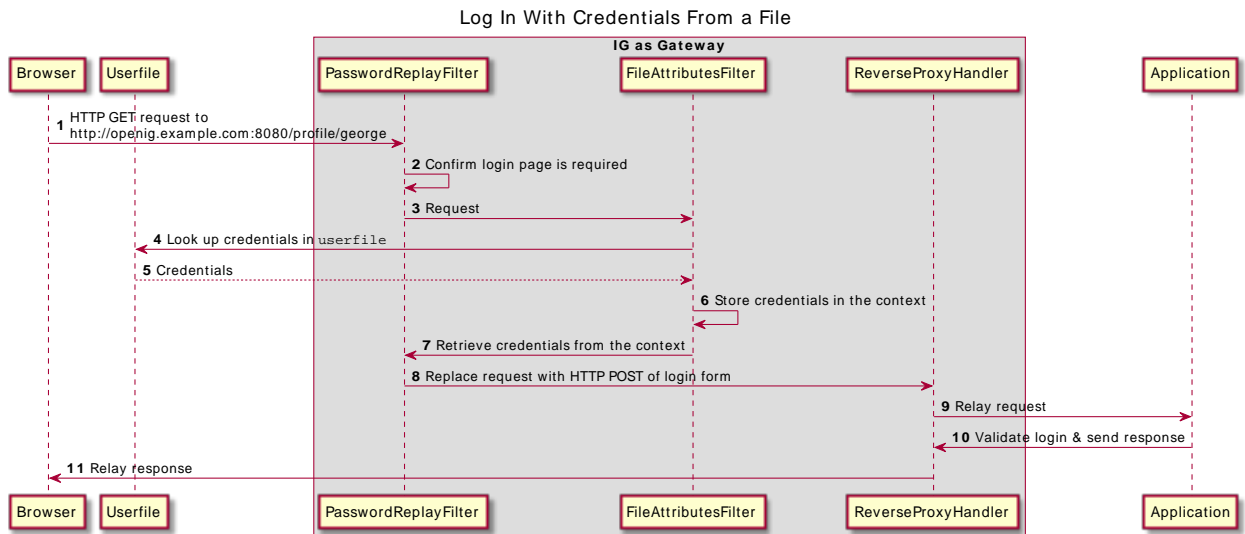 Log In With Credentials From a File
IG as Gateway
Browser
Userfile
PasswordReplayFilter
FileAttributesFilter
ReverseProxyHandler
Application
1 HTTP GET request to
http://openig.example.com:8080/profile/george
2 Confirm login page is required
3 Request
4 Look up credentials in userfile
5 Credentials
6 Store credentials in the context
7 Retrieve credentials from the context
8 Replace request with HTTP POST of login form
9 Relay request
10 Validate login & send response
11 Relay response
Browser
Userfile
PasswordReplayFilter
FileAttributesFilter
ReverseProxyHandler
Application